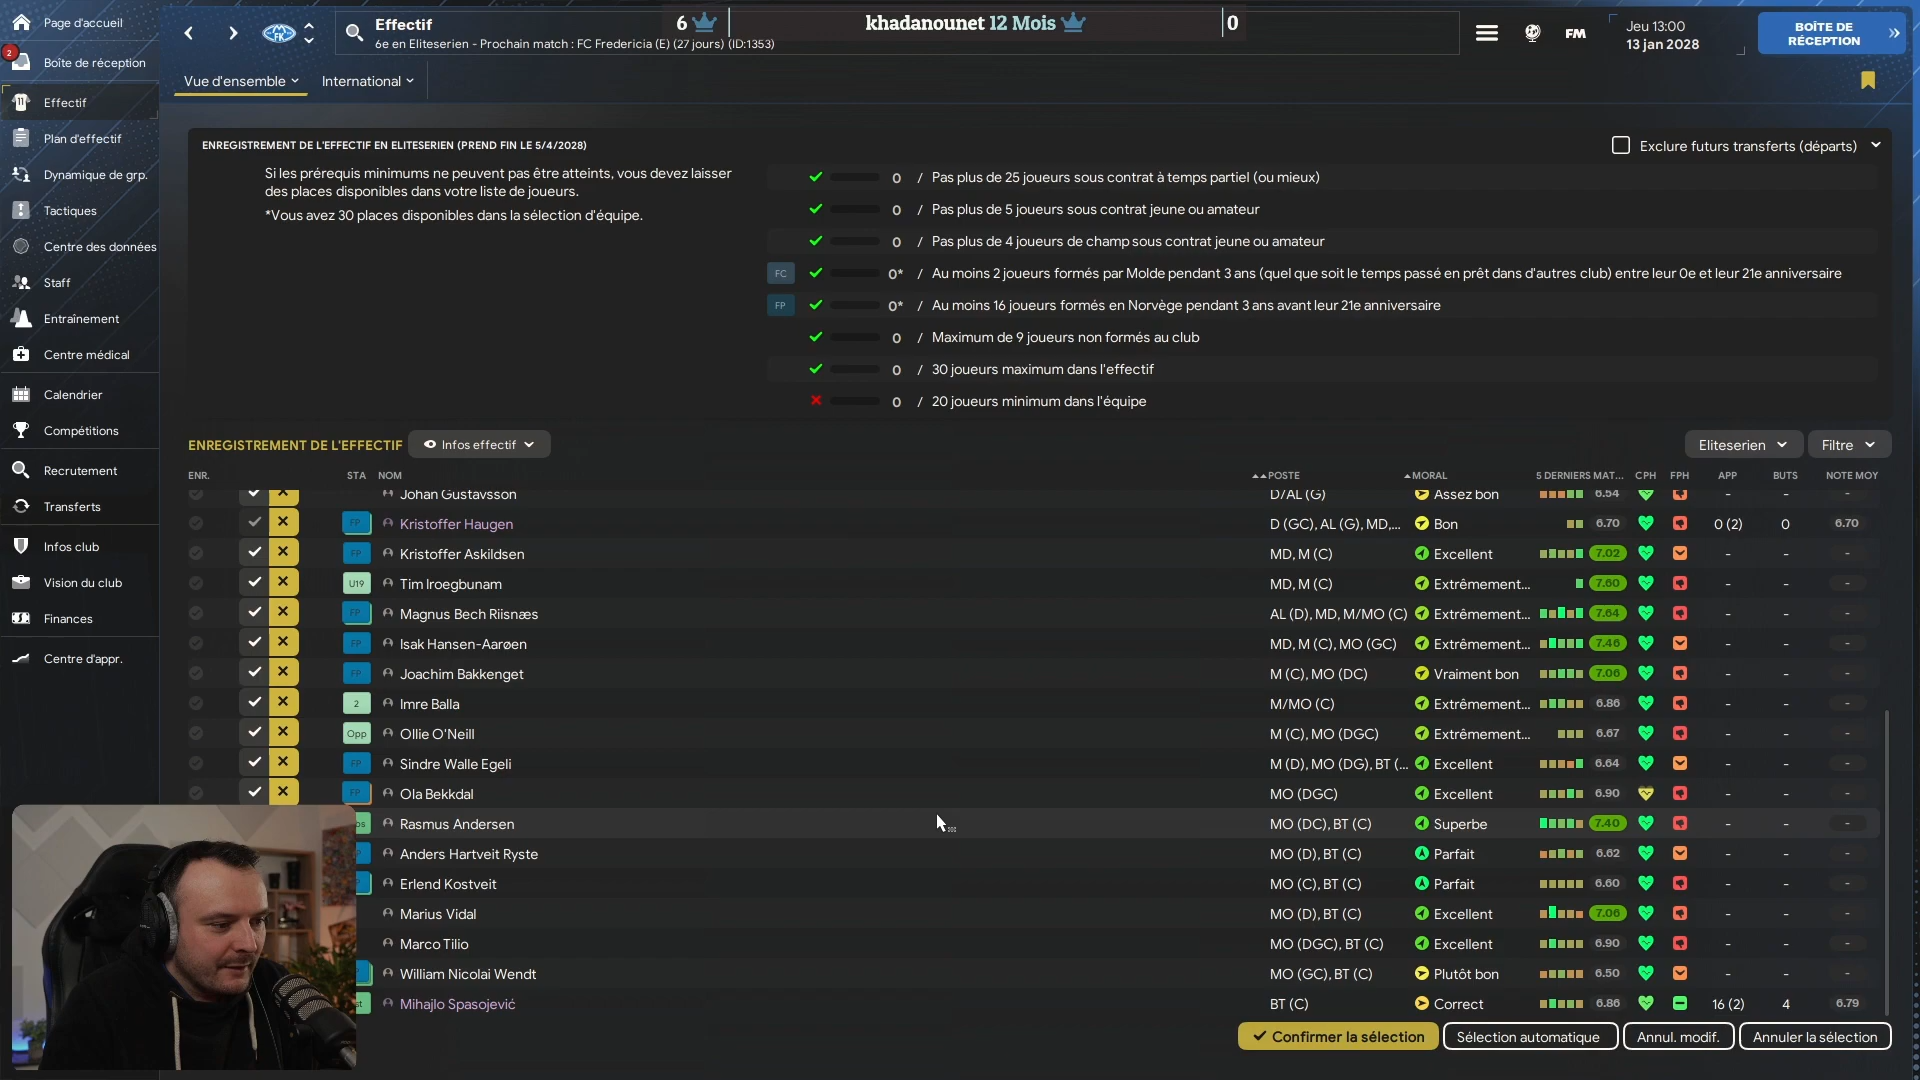 Page d'accueil
2
Boîte de réception
Effectif
Plan d'effectif
Dynamique de grp.
Tactiques
Centre des données
Staff
Entraînement
Centre médical
Calendrier
Compétitions
Recrutement
Transferts
Infos club
Vision du club
Finances
Centre d'appr.
Effectif
6e en Eliteserien - Prochain match : FC Fredericia (E) (27 jours) (ID:1353)
6
khadanounet 12 Mois
0
FM
Jeu 13:00
13 jan 2028
BOÎTE DE RÉCEPTION
Vue d'ensemble
International
ENREGISTREMENT DE L'EFFECTIF EN ELITESERIEN (PREND FIN LE 5/4/2028)
Exclure futurs transferts (départs)
Si les prérequis minimums ne peuvent pas être atteints, vous devez laisser
des places disponibles dans votre liste de joueurs.
*Vous avez 30 places disponibles dans la sélection d'équipe.
0 / Pas plus de 25 joueurs sous contrat à temps partiel (ou mieux)
0 / Pas plus de 5 joueurs sous contrat jeune ou amateur
0 / Pas plus de 4 joueurs de champ sous contrat jeune ou amateur
FC 0* / Au moins 2 joueurs formés par Molde pendant 3 ans (quel que soit le temps passé en prêt dans d'autres club) entre leur 0e et leur 21e anniversaire
FP 0* / Au moins 16 joueurs formés en Norvège pendant 3 ans avant leur 21e anniversaire
0 / Maximum de 9 joueurs non formés au club
0 / 30 joueurs maximum dans l'effectif
0 / 20 joueurs minimum dans l'équipe
ENREGISTREMENT DE L'EFFECTIF Infos effectif Eliteserien Filtre
ENR. STA NOM POSTE MORAL 5 DERNIERS MAT... CPH FPH APP BUTS NOTE MOY
Johan Gustavsson D/AL (G) Assez bon 6.54 - - -
FP Kristoffer Haugen D (GC), AL (G), MD,... Bon 6.70 0 (2) 0 6.70
FP Kristoffer Askildsen MD, M (C) Excellent 7.02 - - -
U19 Tim Iroegbunam MD, M (C) Extrêmement... 7.60 - - -
FP Magnus Bech Riisnæs AL (D), MD, M/MO (C) Extrêmement... 7.64 - - -
FP Isak Hansen-Aarøen MD, M (C), MO (GC) Extrêmement... 7.46 - - -
FP Joachim Bakkenget M (C), MO (DC) Vraiment bon 7.06 - - -
2 Imre Balla M/MO (C) Extrêmement... 6.86 - - -
Opp Ollie O'Neill M (C), MO (DGC) Extrêmement... 6.67 - - -
FP Sindre Walle Egeli M (D), MO (DG), BT (... Excellent 6.64 - - -
FP Ola Bekkdal MO (DGC) Excellent 6.90 - - -
Rasmus Andersen MO (DC), BT (C) Superbe 7.40 - - -
Anders Hartveit Ryste MO (D), BT (C) Parfait 6.62 - - -
Erlend Kostveit MO (C), BT (C) Parfait 6.60 - - -
Marius Vidal MO (D), BT (C) Excellent 7.06 - - -
Marco Tilio MO (DGC), BT (C) Excellent 6.90 - - -
William Nicolai Wendt MO (GC), BT (C) Plutôt bon 6.50 - - -
Mihajlo Spasojević BT (C) Correct 6.86 16 (2) 4 6.79
Confirmer la sélection Sélection automatique Annul. modif. Annuler la sélection